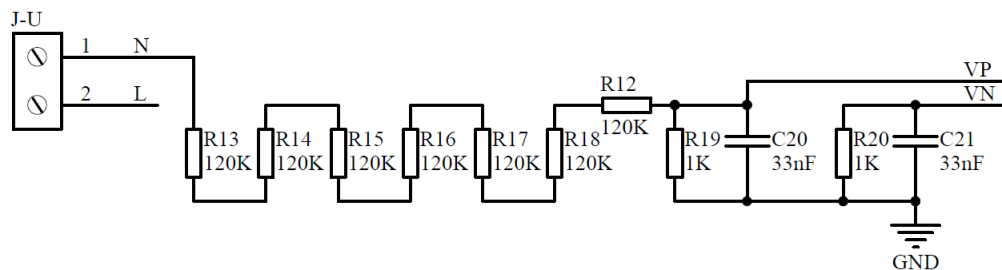 J-U
1 N
2 L
R13
120K
R14
120K
R15
120K
R16
120K
R17
120K
R18
120K
R12
120K
R19
1K
C20
33nF
R20
1K
C21
33nF
VP
VN
GND